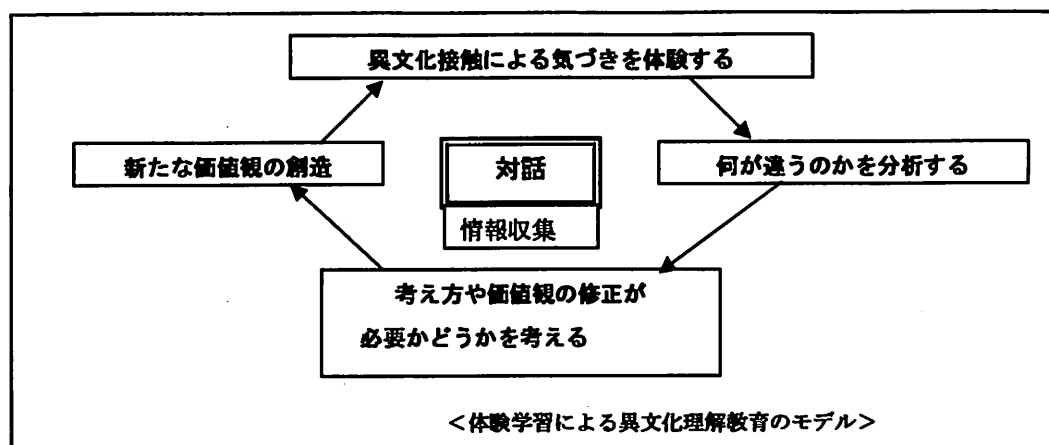 異文化接触による気づきを体験する
新たな価値観の創造
対話
何が違うのかを分析する
情報収集
考え方や価値観の修正が
必要かどうかを考える
＜体験学習による異文化理解教育のモデル＞